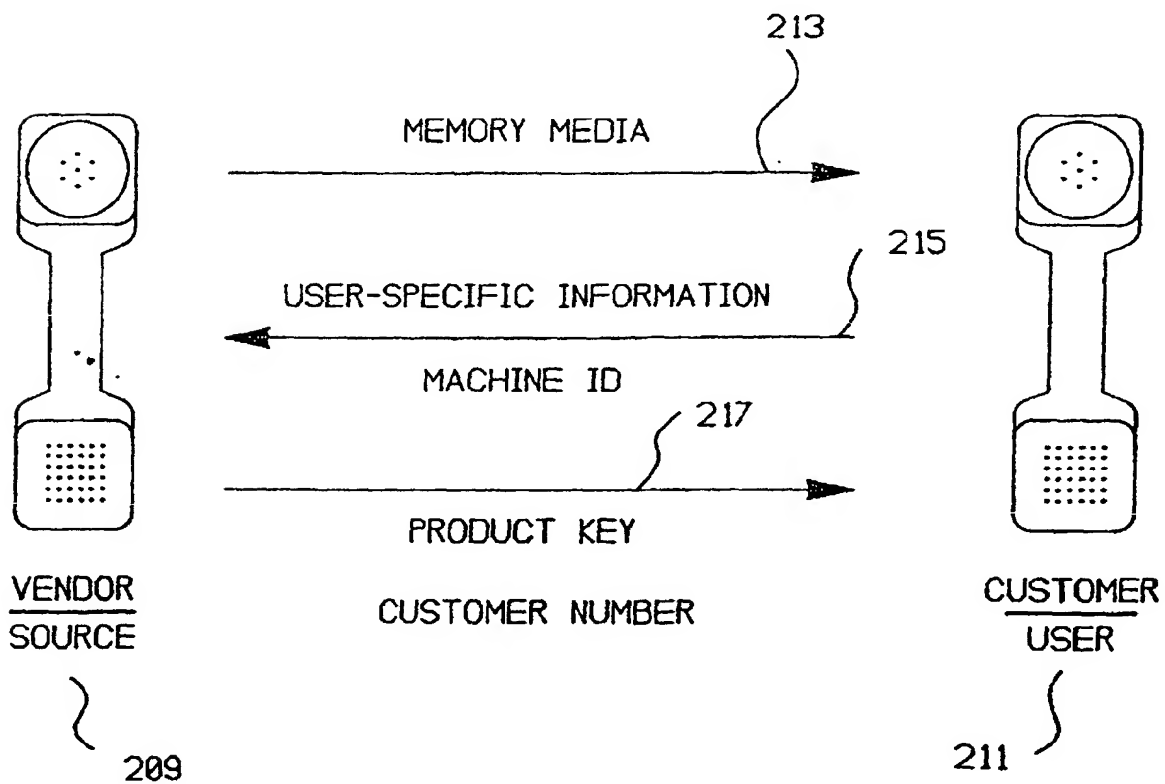 213
MEMORY MEDIA
215
USER-SPECIFIC INFORMATION
MACHINE ID
217
PRODUCT KEY
VENDOR
SOURCE
CUSTOMER NUMBER
CUSTOMER
USER
209
211